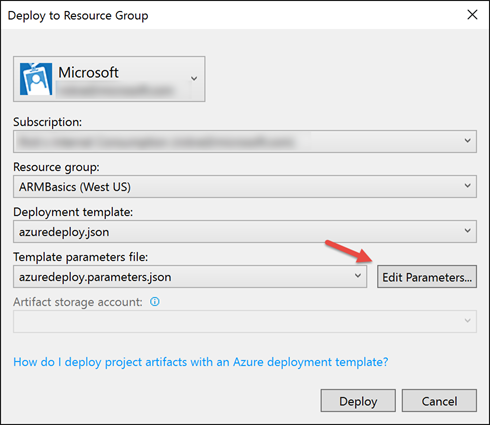 Deploy to Resource Group
Microsoft
Subscription:
Resource group:
ARMBasics (West US)
Deployment template:
azuredeploy.json
Template parameters file:
azuredeploy.parameters.json
Edit Parameters...
Artifact storage account:
How do I deploy project artifacts with an Azure deployment template?
Deploy
Cancel